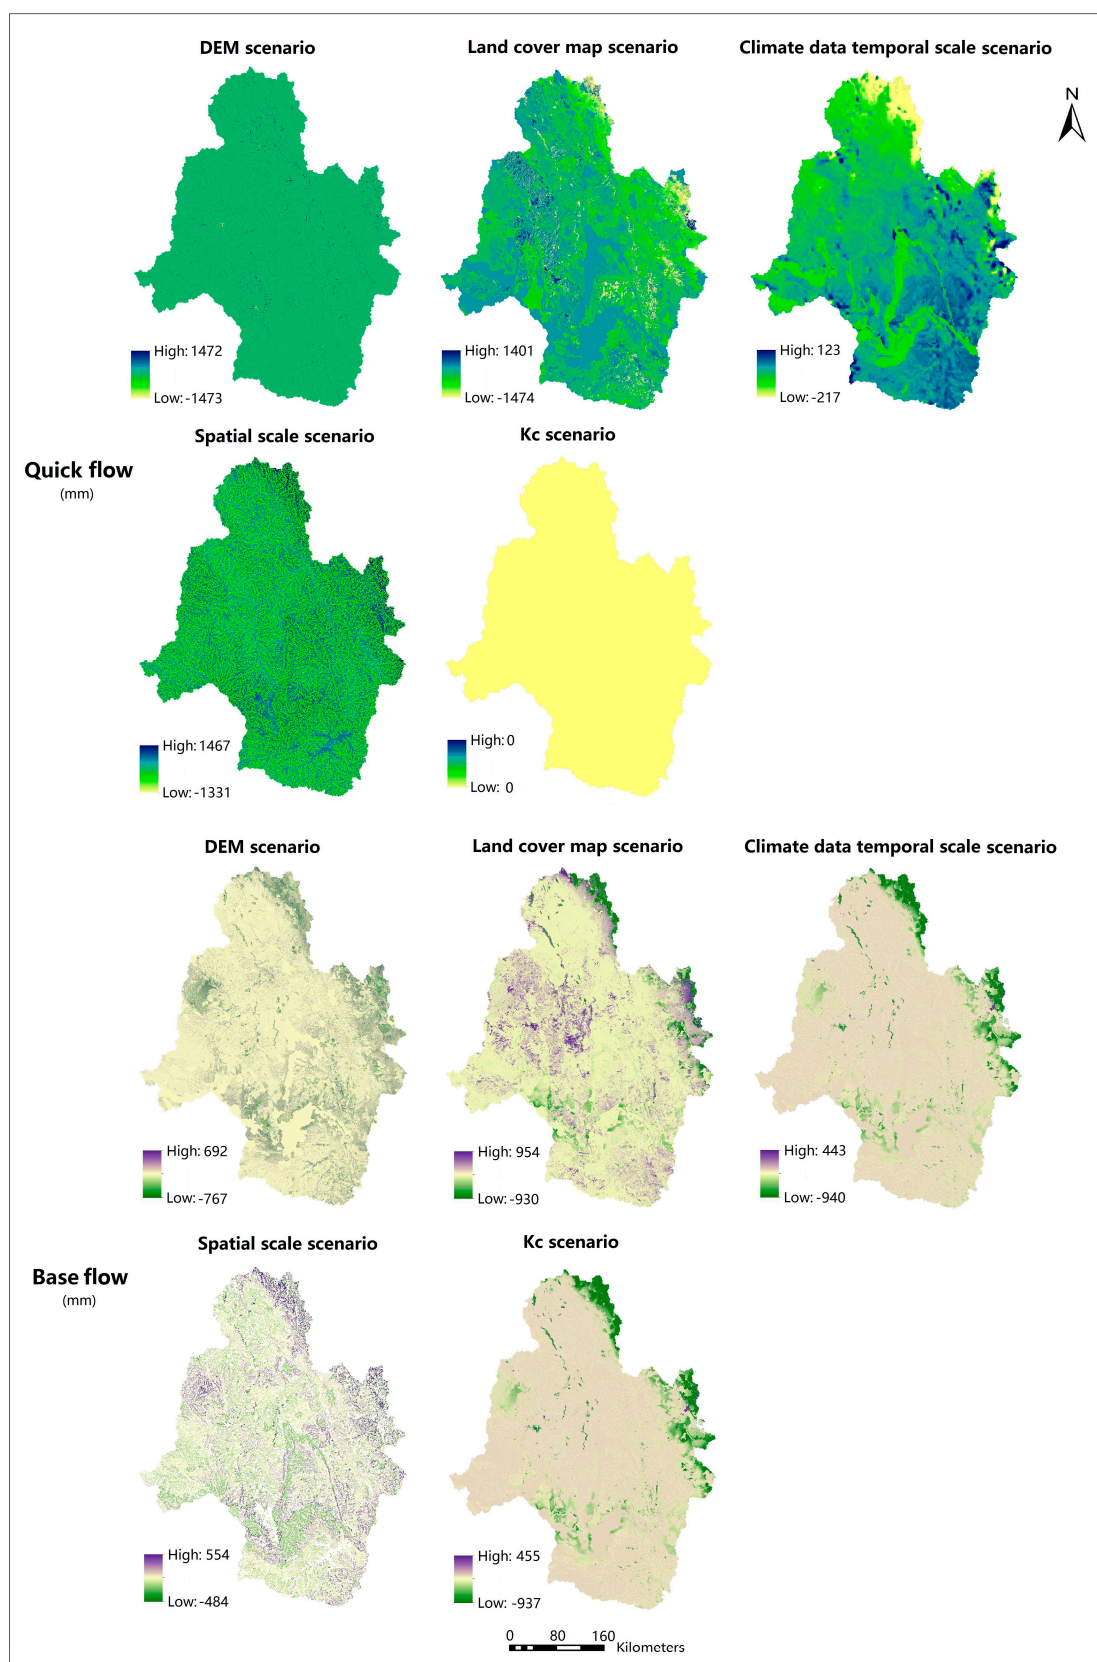 DEM scenario
Land cover map scenario
Climate data temporal scale scenario
N
High: 1472
Low: -1473
High: 1401
Low: -1474
High: 123
Low: -217
Spatial scale scenario
Kc scenario
Quick flow
(mm)
High: 1467
Low: -1331
High: 0
Low: 0
DEM scenario
Land cover map scenario
Climate data temporal scale scenario
High: 692
Low: -767
High: 954
Low: -930
High: 443
Low: -940
Spatial scale scenario
Kc scenario
Base flow
(mm)
High: 554
Low: -484
High: 455
Low: -937
0 80 160
Kilometers